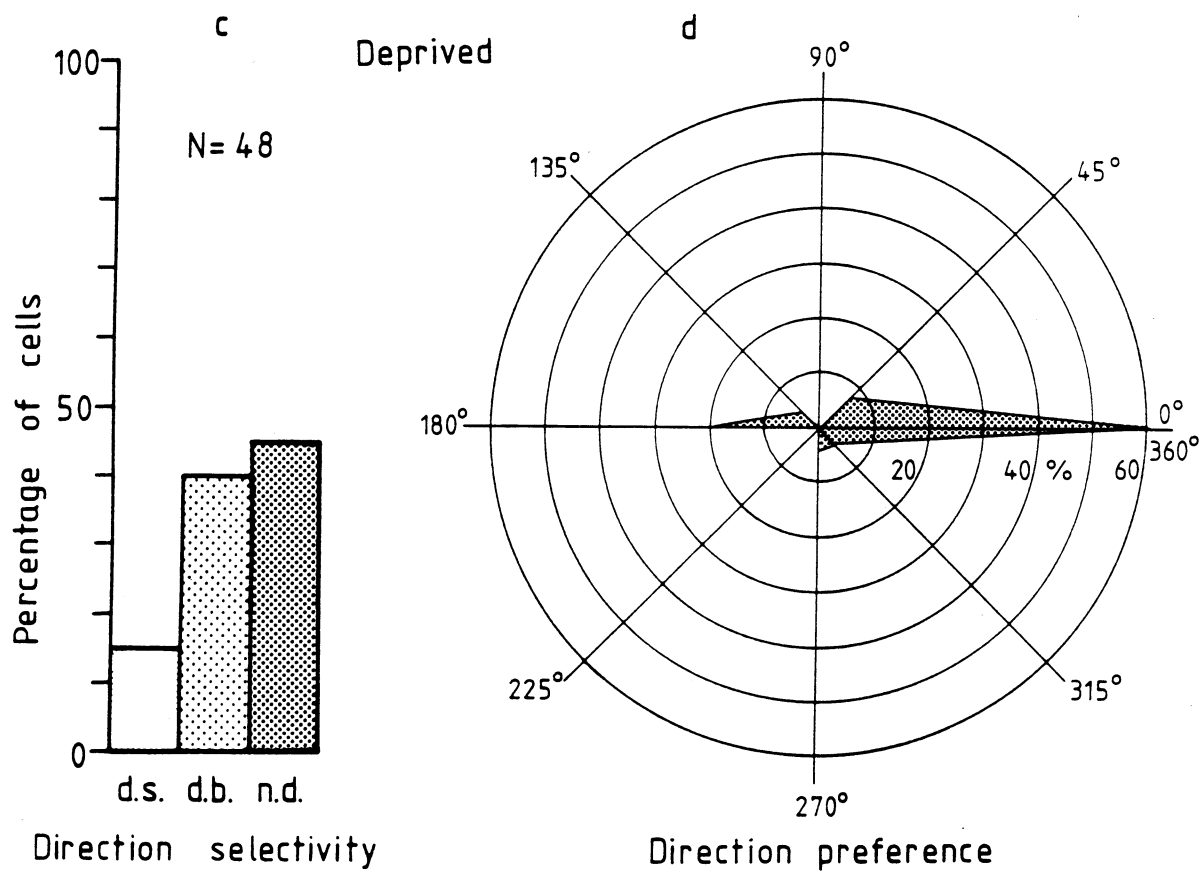 c
Deprived
d
100
50
0
Percentage of cells
N= 48
d.s. d.b. n.d.
Direction selectivity
90°
135°
45°
180°
0°
360°
20 40 % 60
225°
315°
270°
Direction preference